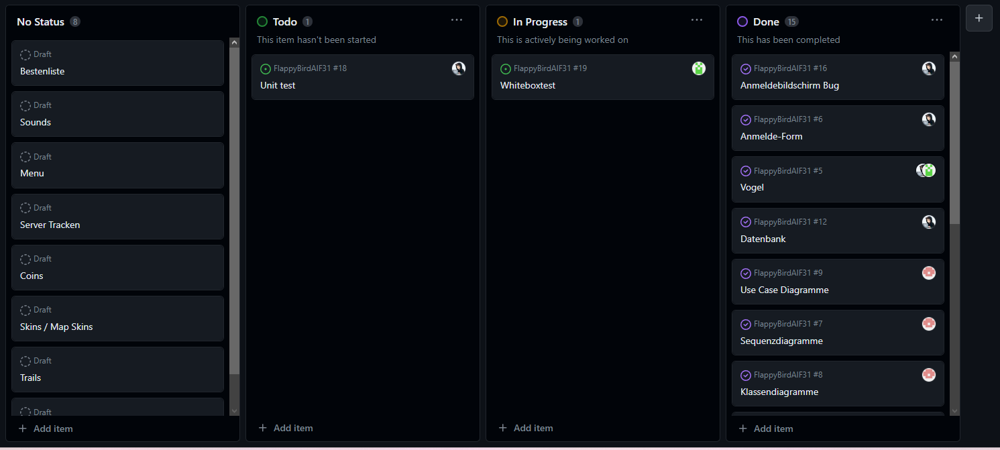 No Status 8
Draft
Bestenliste
Draft
Sounds
Draft
Menu
Draft
Server Tracken
Draft
Coins
Draft
Skins / Map Skins
Draft
Trails
Draft
+ Add item
Todo 1 ...
This item hasn't been started
FlappyBirdAIF31 #18
Unit test
+ Add item
In Progress 1 ...
This is actively being worked on
FlappyBirdAIF31 #19
Whiteboxtest
+ Add item
Done 15 ...
This has been completed
FlappyBirdAIF31 #16
Anmeldebildschirm Bug
FlappyBirdAIF31 #6
Anmelde-Form
FlappyBirdAIF31 #5
Vogel
FlappyBirdAIF31 #12
Datenbank
FlappyBirdAIF31 #9
Use Case Diagramme
FlappyBirdAIF31 #7
Sequenzdiagramme
FlappyBirdAIF31 #8
Klassendiagramme
+ Add item
+